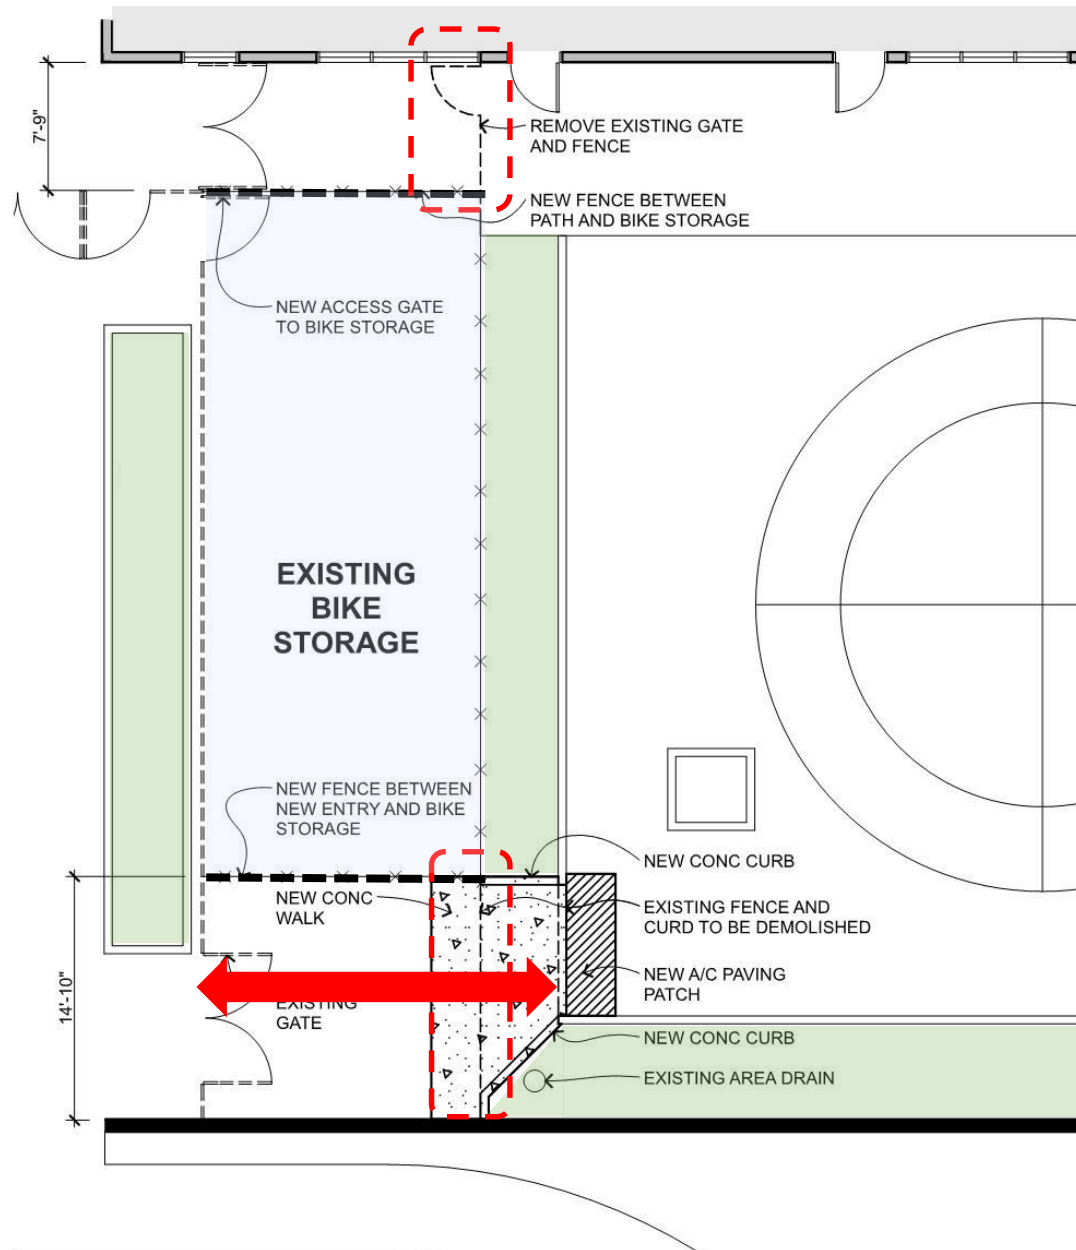 7'-9"
REMOVE EXISTING GATE
AND FENCE
NEW FENCE BETWEEN
PATH AND BIKE STORAGE
NEW ACCESS GATE
TO BIKE STORAGE
EXISTING
BIKE
STORAGE
NEW FENCE BETWEEN
NEW ENTRY AND BIKE
STORAGE
NEW CONC CURB
NEW CONC
WALK
EXISTING FENCE AND
CURD TO BE DEMOLISHED
NEW A/C PAVING
PATCH
14'-10"
EXISTING
GATE
NEW CONC CURB
EXISTING AREA DRAIN